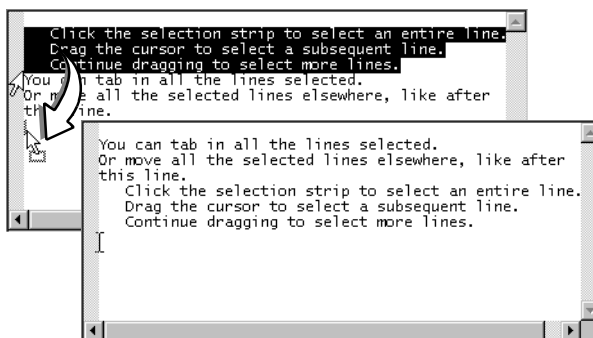 Click the selection strip to select an entire line.
Drag the cursor to select a subsequent line.
Continue dragging to select more lines.
You can tab in all the lines selected.
Or move all the selected lines elsewhere, like after
this line.
You can tab in all the lines selected.
Or move all the selected lines elsewhere, like after
this line.
Click the selection strip to select an entire line.
Drag the cursor to select a subsequent line.
Continue dragging to select more lines.